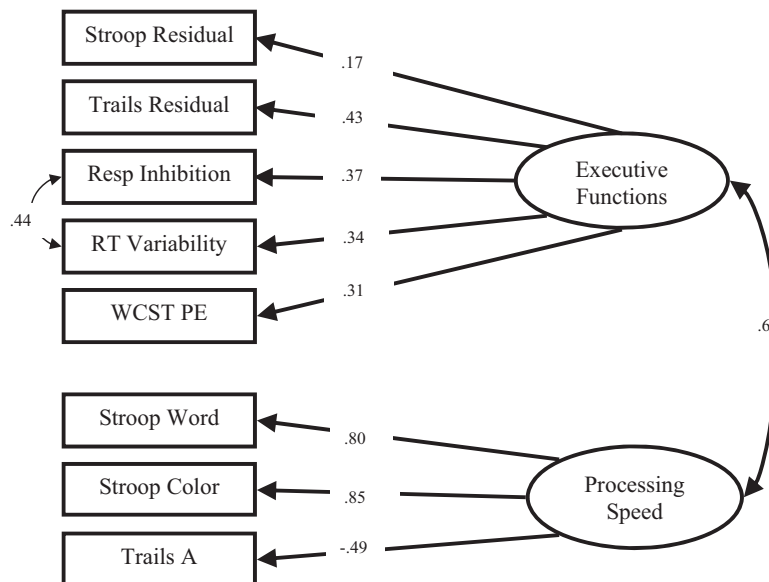 Stroop Residual
.17
Trails Residual
.43
Executive
Functions
Resp Inhibition
.37
.44
RT Variability
.34
WCST PE
.31
.6
Stroop Word
.80
Stroop Color
.85
Processing
Speed
Trails A
-.49